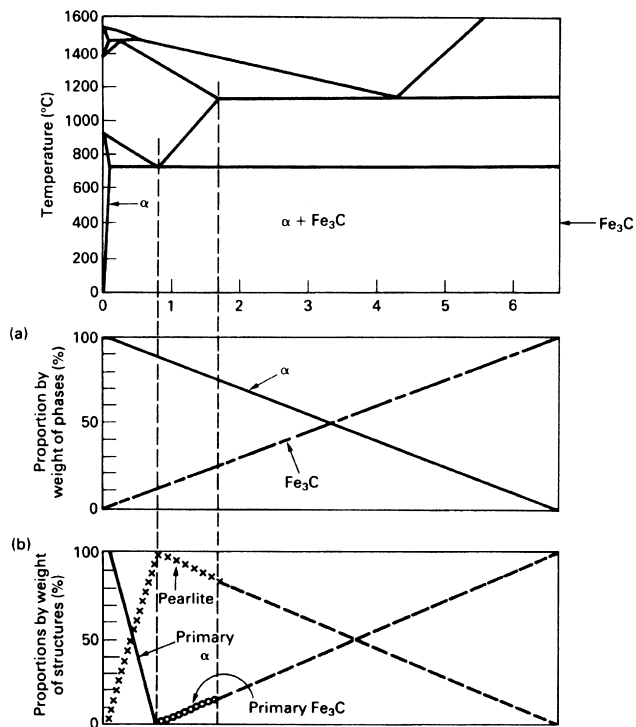 1600
1400
1200
1000
800
600
400
200
0
Temperature (°C)
α
α + Fe₃C
Fe₃C
0 1 2 3 4 5 6
(a)
100
50
0
Proportion by
weight of phases (%)
α
Fe₃C
(b)
100
50
0
Proportions by weight
of structures (%)
Pearlite
Primary
α
Primary Fe₃C